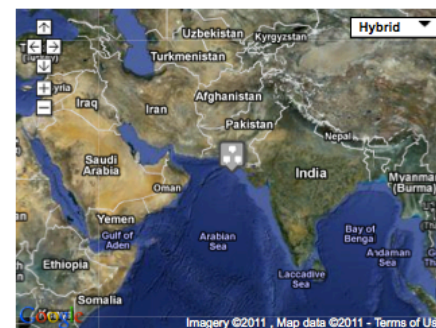 Hybrid
Uzbekistan
Kyrgyzstan
Turkmenistan
(Turkey)
Syria
Afghanistan
Iraq
Iran
Pakistan
Nepal
Saudi
Arabia
India
Myanmar
(Burma)
Oman
Yemen
Gulf of
Aden
Arabian
Sea
Bay of
Benga
Andaman
Sea
Ethiopia
Laccadive
Sea
Somalia
Google
Imagery ©2011 , Map data ©2011 - Terms of Us